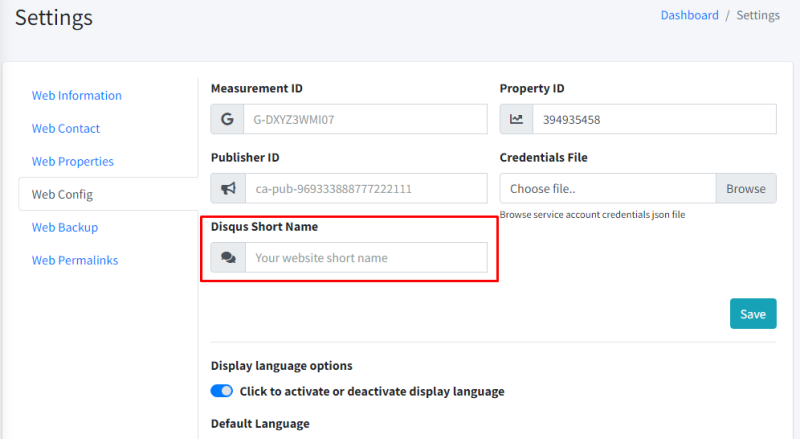 Settings
Dashboard / Settings
Web Information
Web Contact
Web Properties
Web Config
Web Backup
Web Permalinks
Measurement ID
G-DXYZ3WMI07
Property ID
394935458
Publisher ID
ca-pub-969333888777222111
Credentials File
Choose file..
Browse
Browse service account credentials json file
Disqus Short Name
Your website short name
Save
Display language options
Click to activate or deactivate display language
Default Language